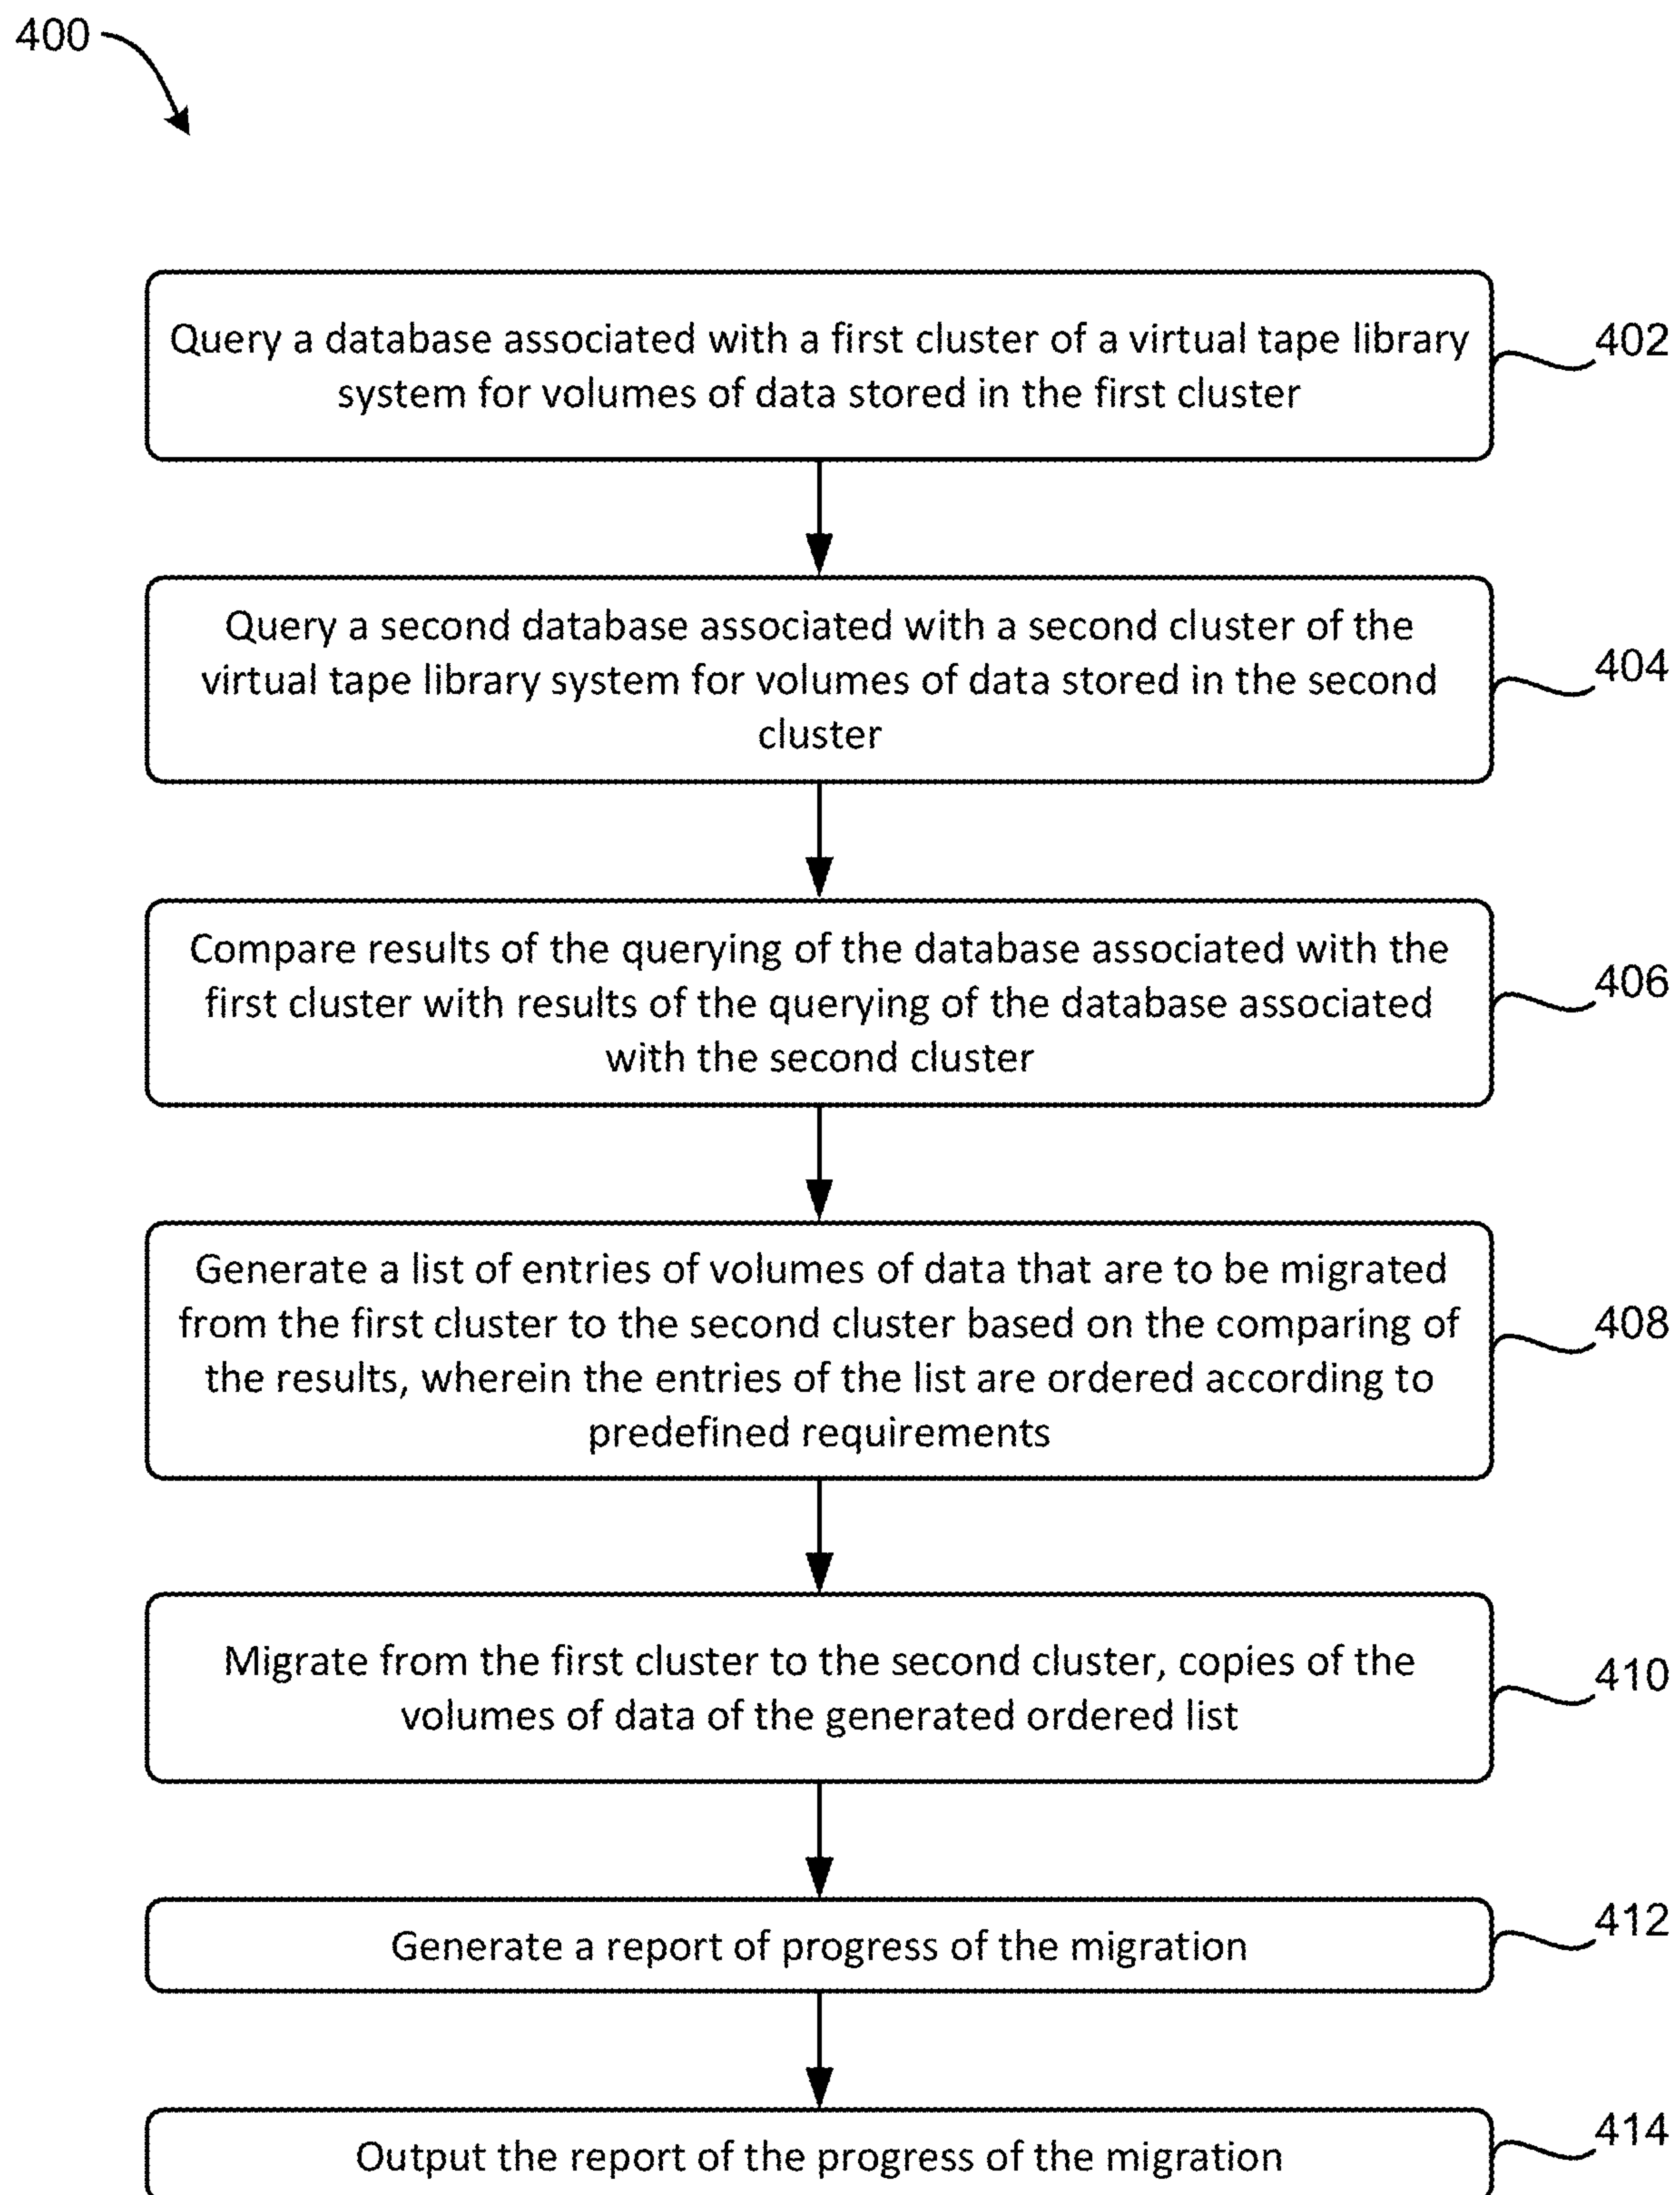 400
Query a database associated with a first cluster of a virtual tape library
system for volumes of data stored in the first cluster
402
Query a second database associated with a second cluster of the
virtual tape library system for volumes of data stored in the second
cluster
404
Compare results of the querying of the database associated with the
first cluster with results of the querying of the database associated
with the second cluster
406
Generate a list of entries of volumes of data that are to be migrated
from the first cluster to the second cluster based on the comparing of
the results, wherein the entries of the list are ordered according to
predefined requirements
408
Migrate from the first cluster to the second cluster, copies of the
volumes of data of the generated ordered list
410
Generate a report of progress of the migration
412
Output the report of the progress of the migration
414